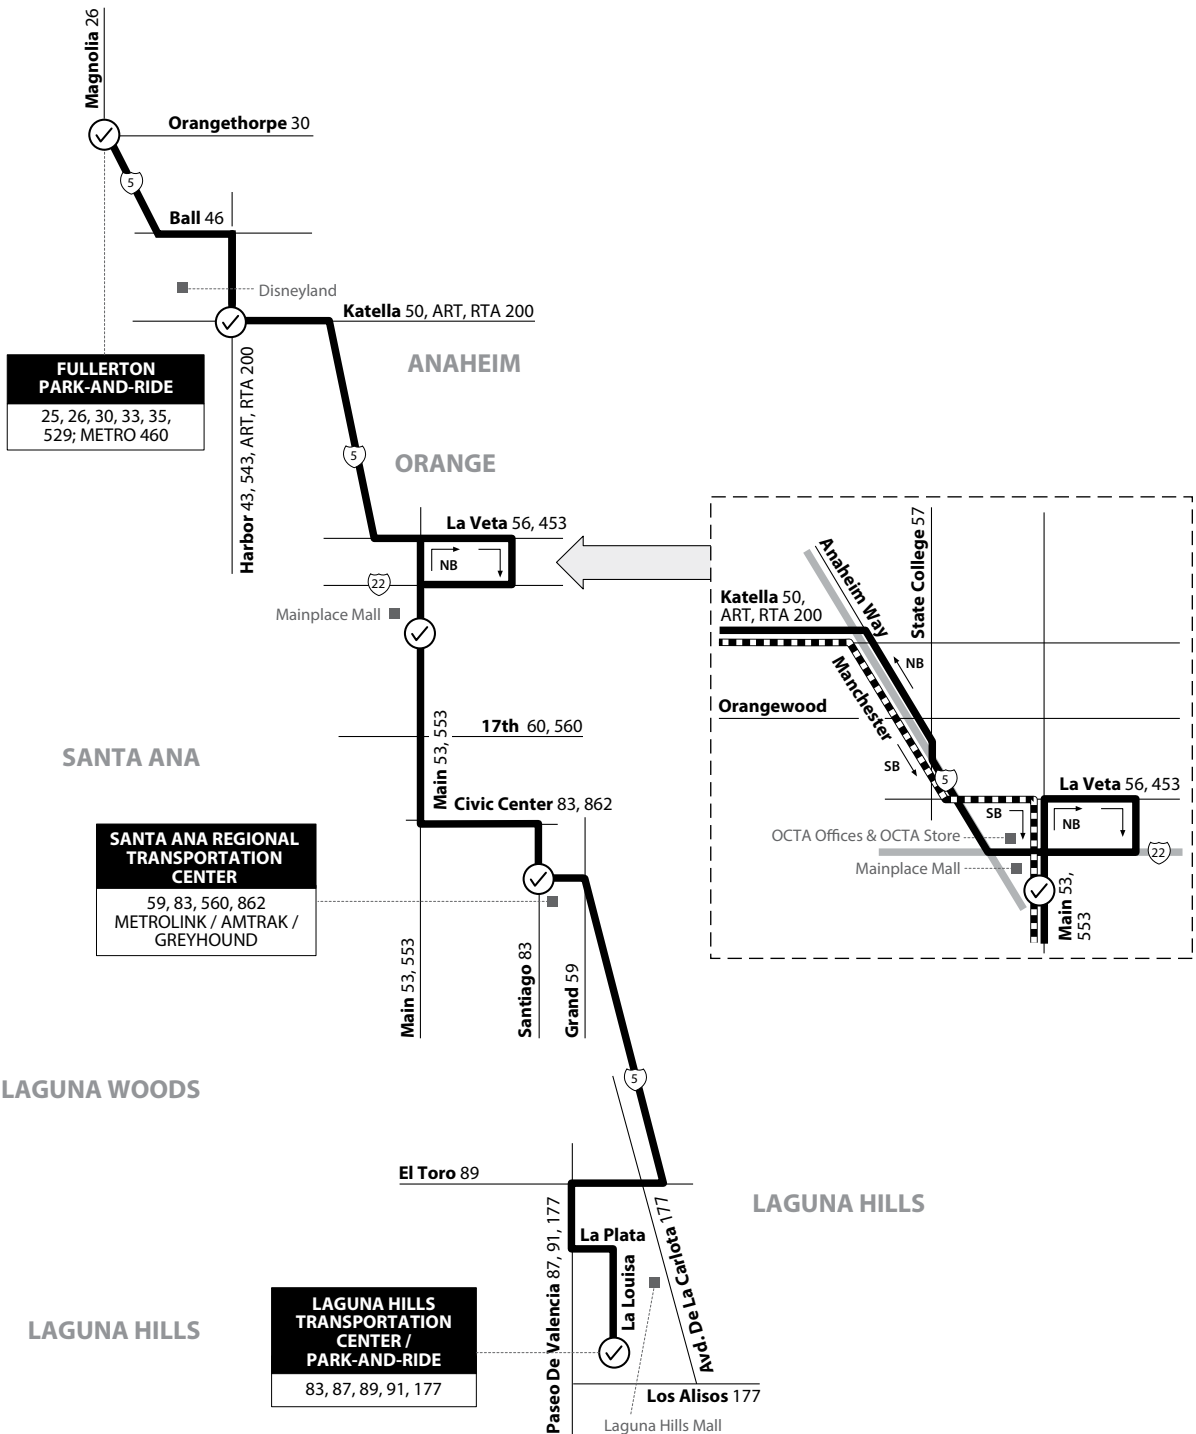 Magnolia 26
Orangethorpe 30
5
Ball 46
Disneyland
Katella 50, ART, RTA 200
ANAHEIM
FULLERTON
PARK-AND-RIDE
25, 26, 30, 33, 35,
529; METRO 460
Harbor 43, 543, ART, RTA 200
5
ORANGE
La Veta 56, 453
NB
22
Mainplace Mall
Main 53, 553
17th 60, 560
SANTA ANA
Civic Center 83, 862
SANTA ANA REGIONAL
TRANSPORTATION
CENTER
59, 83, 560, 862
METROLINK / AMTRAK /
GREYHOUND
Main 53, 553
Santiago 83
Grand 59
5
LAGUNA WOODS
El Toro 89
LAGUNA HILLS
Paseo De Valencia 87, 91, 177
La Plata
La Louisa
Avd. De La Carlota 177
LAGUNA HILLS
LAGUNA HILLS
TRANSPORTATION
CENTER /
PARK-AND-RIDE
83, 87, 89, 91, 177
Los Alisos 177
Laguna Hills Mall
State College 57
Anaheim Way
Katella 50,
ART, RTA 200
NB
Manchester
Orangewood
SB
5
La Veta 56, 453
SB
NB
OCTA Offices & OCTA Store
22
Mainplace Mall
Main 53,
553